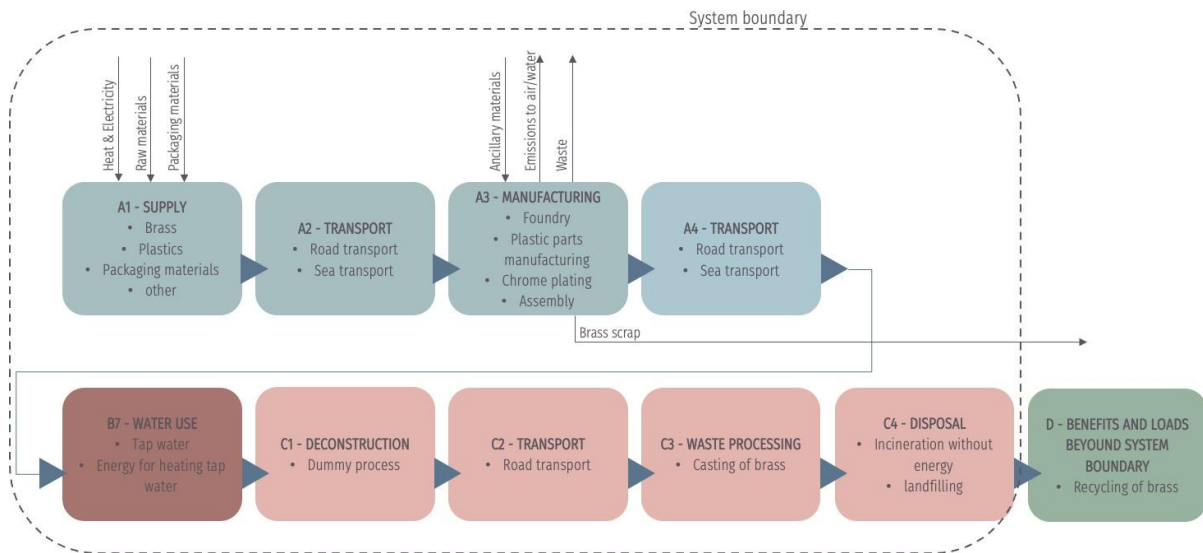 System boundary
Heat & Electricity
Raw materials
Packaging materials
Ancillary materials
Emissions to air/water
Waste
A1 - SUPPLY
• Brass
• Plastics
• Packaging materials
• other
A2 - TRANSPORT
• Road transport
• Sea transport
A3 - MANUFACTURING
• Foundry
• Plastic parts
manufacturing
• Chrome plating
• Assembly
A4 - TRANSPORT
• Road transport
• Sea transport
Brass scrap
B7 - WATER USE
• Tap water
• Energy for heating tap
water
C1 - DECONSTRUCTION
• Dummy process
C2 - TRANSPORT
• Road transport
C3 - WASTE PROCESSING
• Casting of brass
C4 - DISPOSAL
• Incineration without
energy
• landfilling
D - BENEFITS AND LOADS
BEYOUND SYSTEM
BOUNDARY
• Recycling of brass